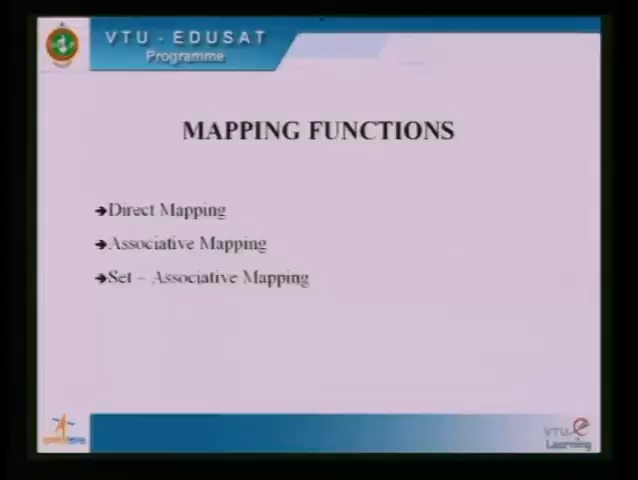 VTU - EDUSAT
Programme
MAPPING FUNCTIONS
➔Direct Mapping
➔Associative Mapping
➔Set – Associative Mapping
VTU e
Learning